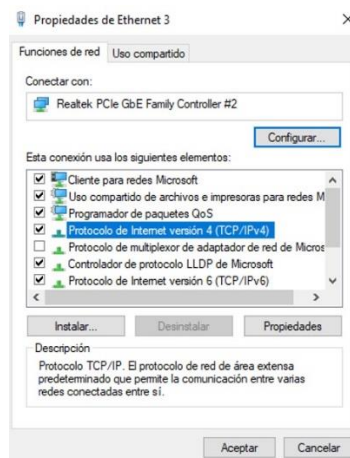 Propiedades de Ethernet 3
Funciones de red Uso compartido
Conectar con:
Realtek PCIe GbE Family Controller #2
Configurar...
Esta conexión usa los siguientes elementos:
Cliente para redes Microsoft
Uso compartido de archivos e impresoras para redes M
Programador de paquetes QoS
Protocolo de Internet versión 4 (TCP/IPv4)
Protocolo de multiplexor de adaptador de red de Micros
Controlador de protocolo LLDP de Microsoft
Protocolo de Internet versión 6 (TCP/IPv6)
Instalar... Desinstalar Propiedades
Descripción
Protocolo TCP/IP. El protocolo de red de área extensa
predeterminado que permite la comunicación entre varias
redes conectadas entre sí.
Aceptar Cancelar